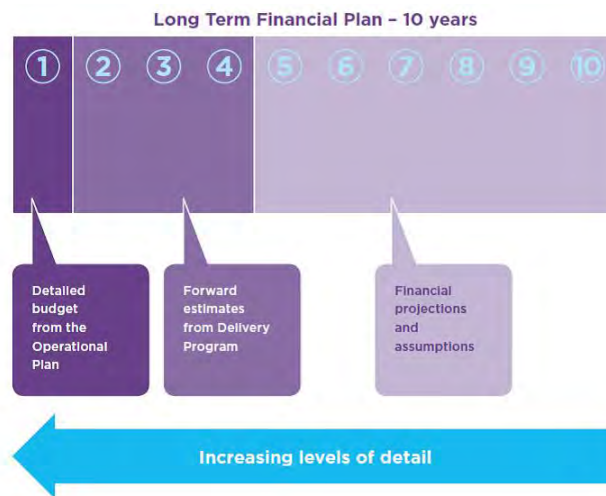 Long Term Financial Plan – 10 years
1 2 3 4 5 6 7 8 9 10
Detailed
budget
from the
Operational
Plan
Forward
estimates
from Delivery
Program
Financial
projections
and
assumptions
Increasing levels of detail